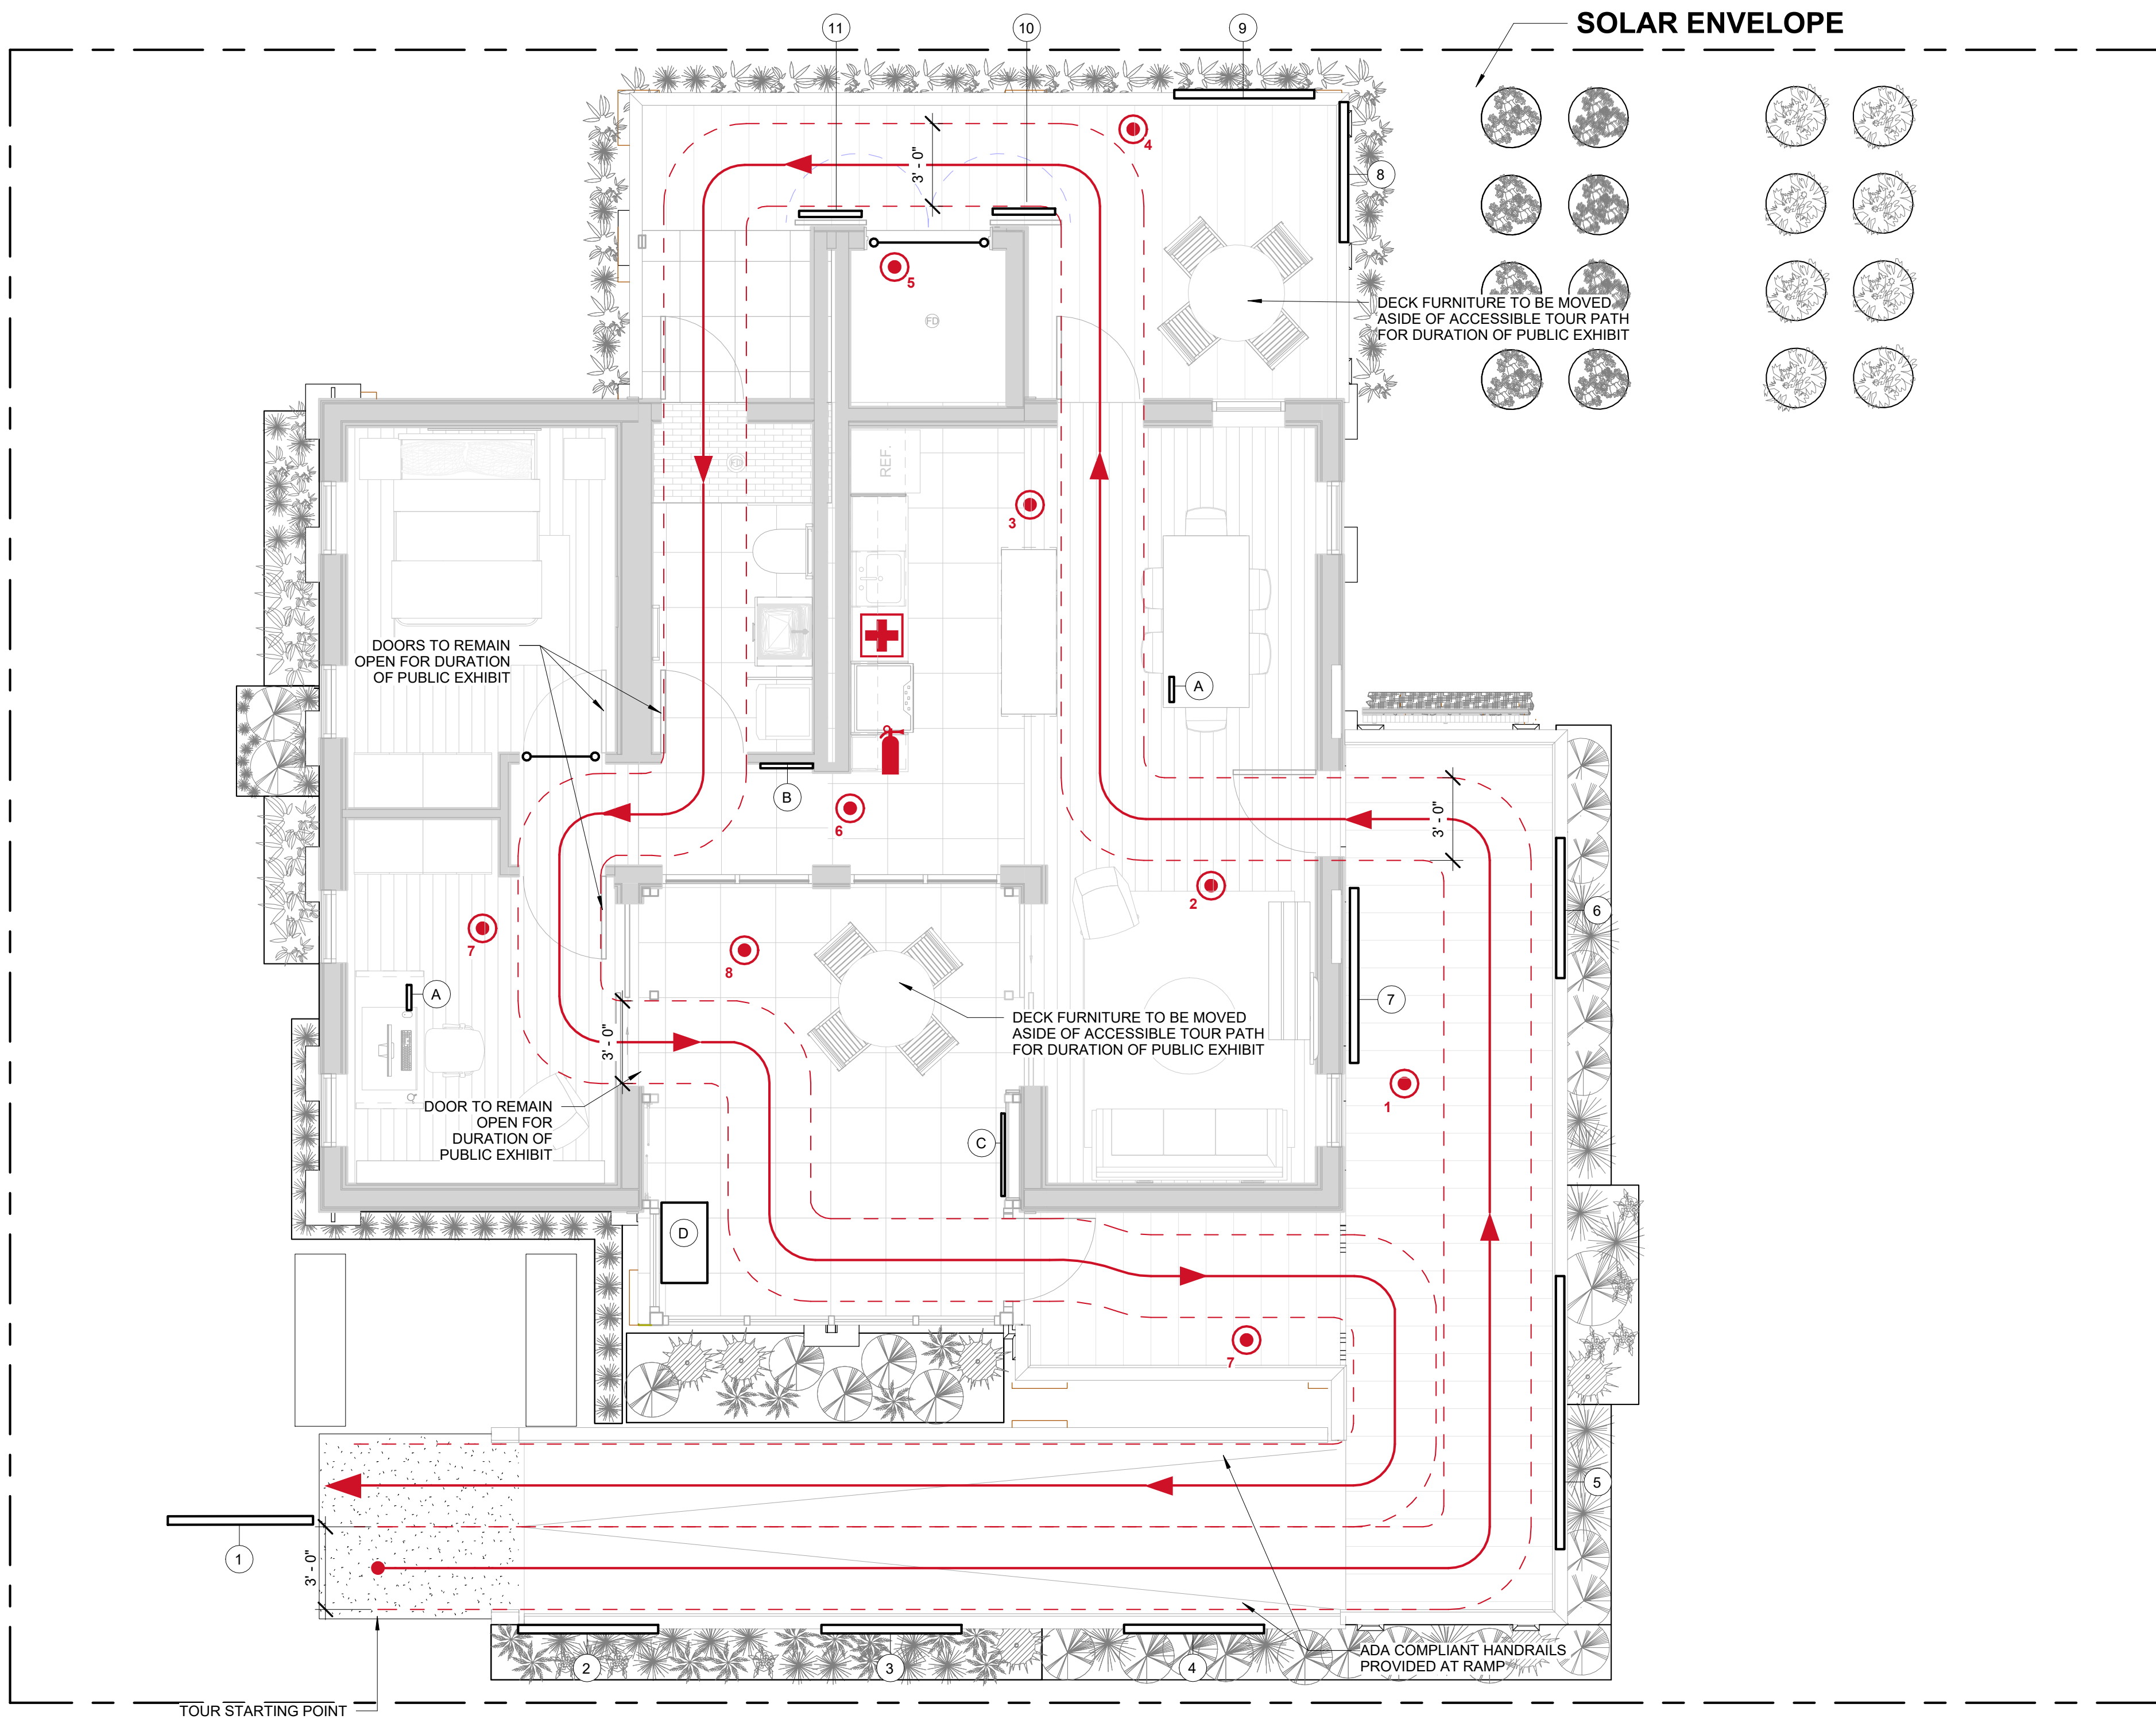 SOLAR ENVELOPE
11
10
9
4
3' - 0"
8
5
FD
DECK FURNITURE TO BE MOVED
ASIDE OF ACCESSIBLE TOUR PATH
FOR DURATION OF PUBLIC EXHIBIT
REF.
FD
3
DOORS TO REMAIN
OPEN FOR DURATION
OF PUBLIC EXHIBIT
A
B
6
3' - 0"
2
6
7
8
A
7
DECK FURNITURE TO BE MOVED
ASIDE OF ACCESSIBLE TOUR PATH
FOR DURATION OF PUBLIC EXHIBIT
3' - 0"
1
DOOR TO REMAIN
OPEN FOR
DURATION OF
PUBLIC EXHIBIT
C
D
7
5
1
3' - 0"
2
3
4
ADA COMPLIANT HANDRAILS
PROVIDED AT RAMP
TOUR STARTING POINT